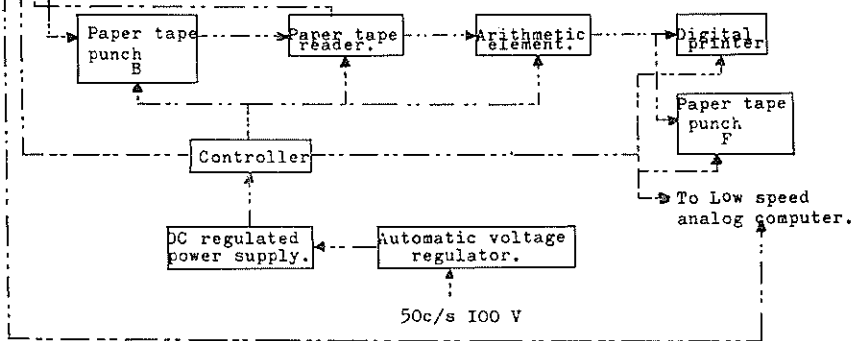 Paper tape
punch
B
Paper tape
reader.
Arithmetic
element.
Digital
printer
Paper tape
punch
F
Controller
To Low speed
analog computer.
DC regulated
power supply.
Automatic voltage
regulator.
50c/s I00 V